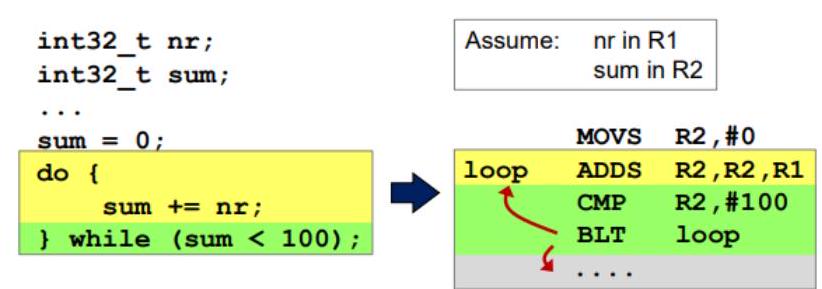 int32_t nr;
int32_t sum;
...
sum = 0;
do {
    sum += nr;
} while (sum < 100);
Assume: nr in R1
sum in R2
MOVS R2,#0
loop ADDS R2,R2,R1
CMP R2,#100
BLT loop
....